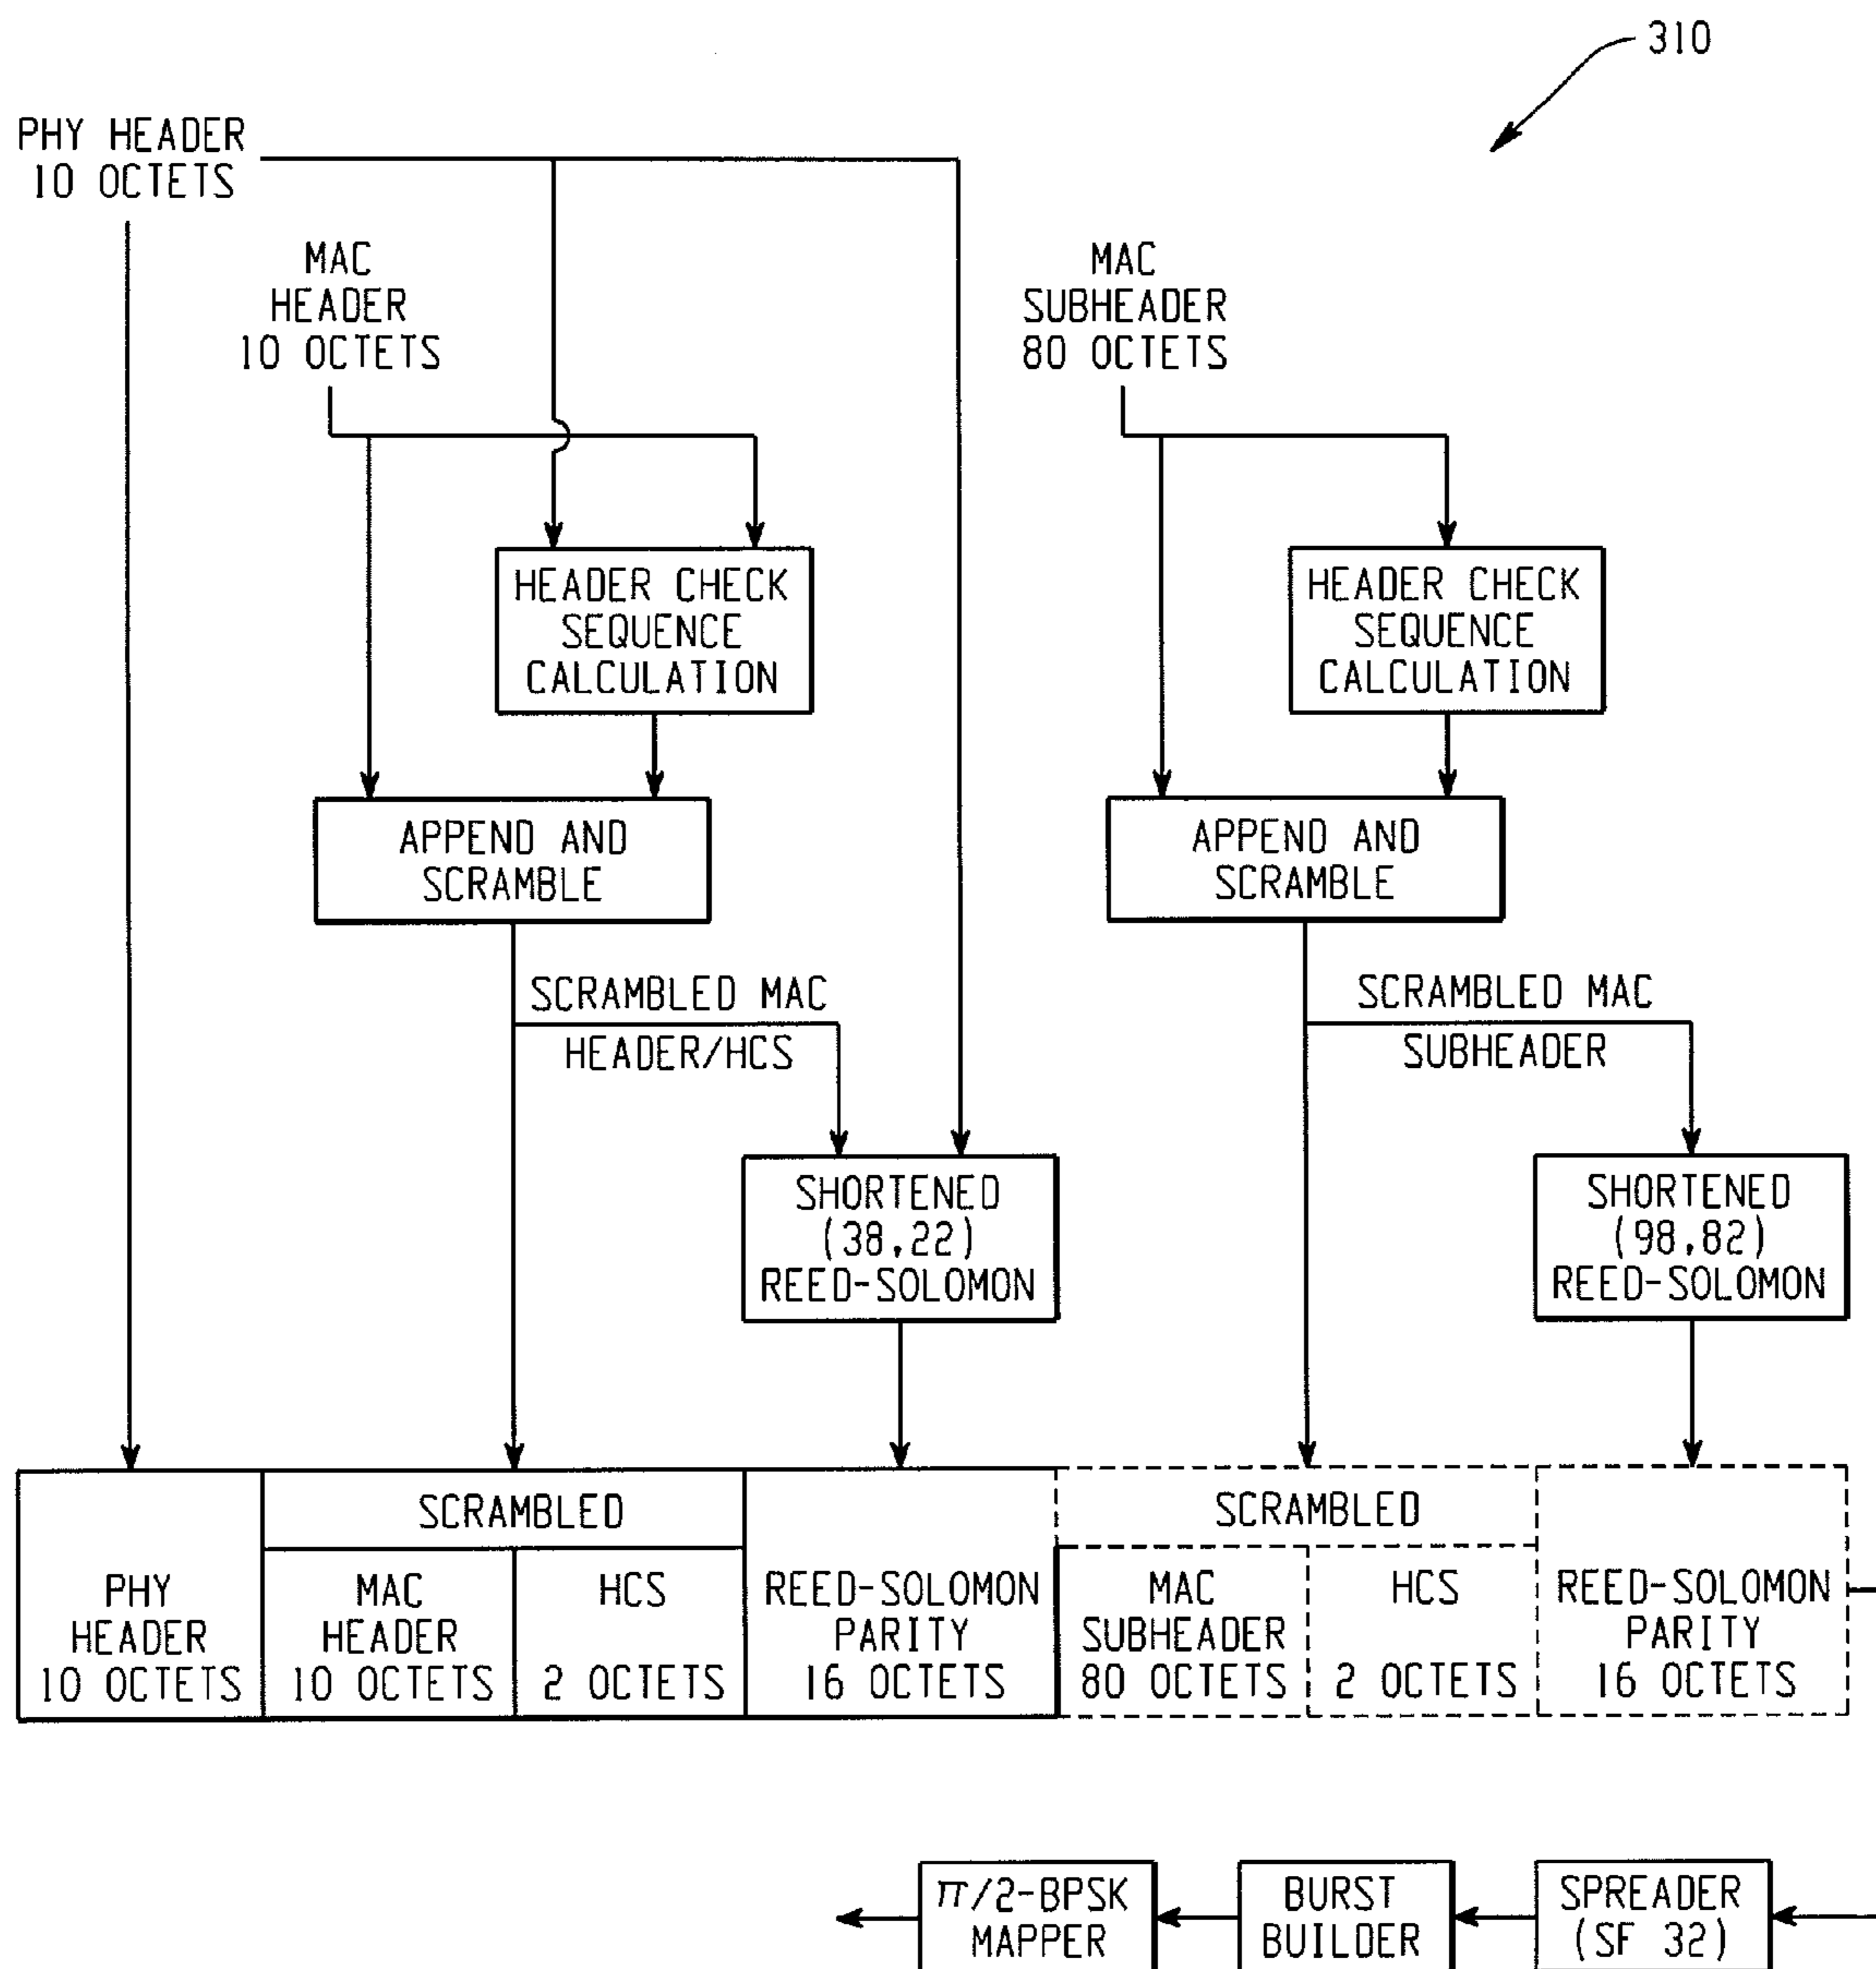 310
PHY HEADER
10 OCTETS
MAC
HEADER
10 OCTETS
MAC
SUBHEADER
80 OCTETS
HEADER CHECK
SEQUENCE
CALCULATION
HEADER CHECK
SEQUENCE
CALCULATION
APPEND AND
SCRAMBLE
APPEND AND
SCRAMBLE
SCRAMBLED MAC
HEADER/HCS
SCRAMBLED MAC
SUBHEADER
SHORTENED
(38,22)
REED-SOLOMON
SHORTENED
(98,82)
REED-SOLOMON
SCRAMBLED
SCRAMBLED
PHY
HEADER
10 OCTETS
MAC
HEADER
10 OCTETS
HCS
2 OCTETS
REED-SOLOMON
PARITY
16 OCTETS
MAC
SUBHEADER
80 OCTETS
HCS
2 OCTETS
REED-SOLOMON
PARITY
16 OCTETS
π/2-BPSK
MAPPER
BURST
BUILDER
SPREADER
(SF 32)